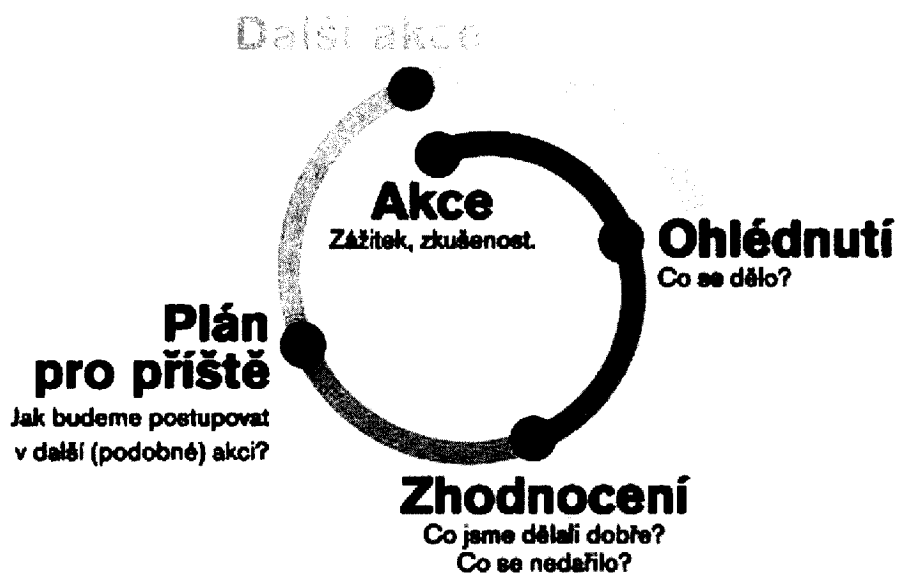 Další akce
Akce
Zážitek, zkušenost.
Ohlédnutí
Co se dělo?
Zhodnocení
Co jsme dělali dobře?
Co se nedařilo?
Plán
pro příště
Jak budeme postupovat
v další (podobné) akci?